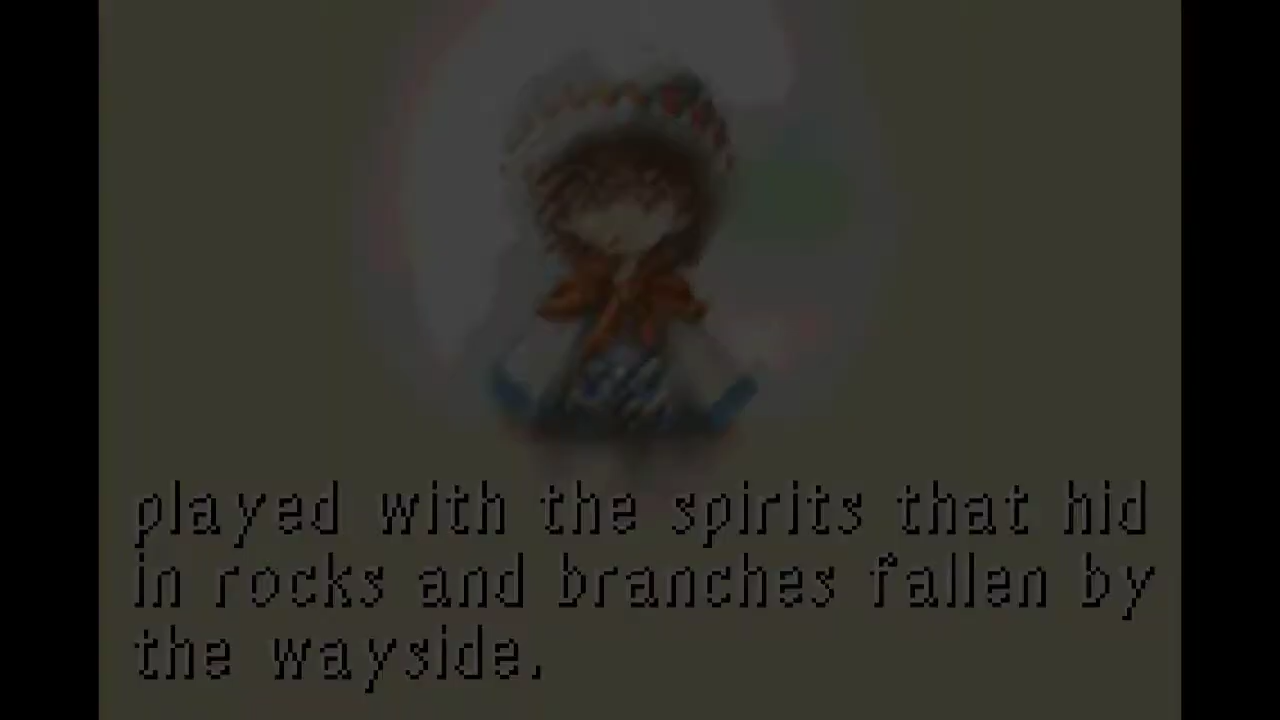 played with the spirits that hid
in rocks and branches fallen by
the wayside.